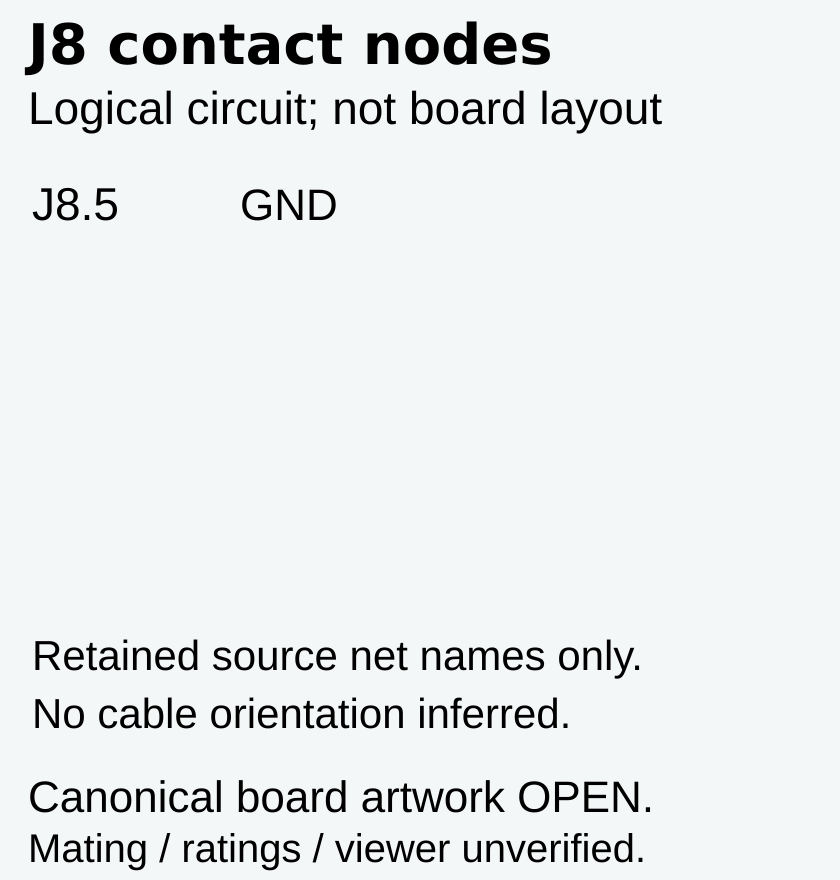 J8 contact nodes
Logical circuit; not board layout
J8.5 GND
Retained source net names only.
No cable orientation inferred.
Canonical board artwork OPEN.
Mating / ratings / viewer unverified.